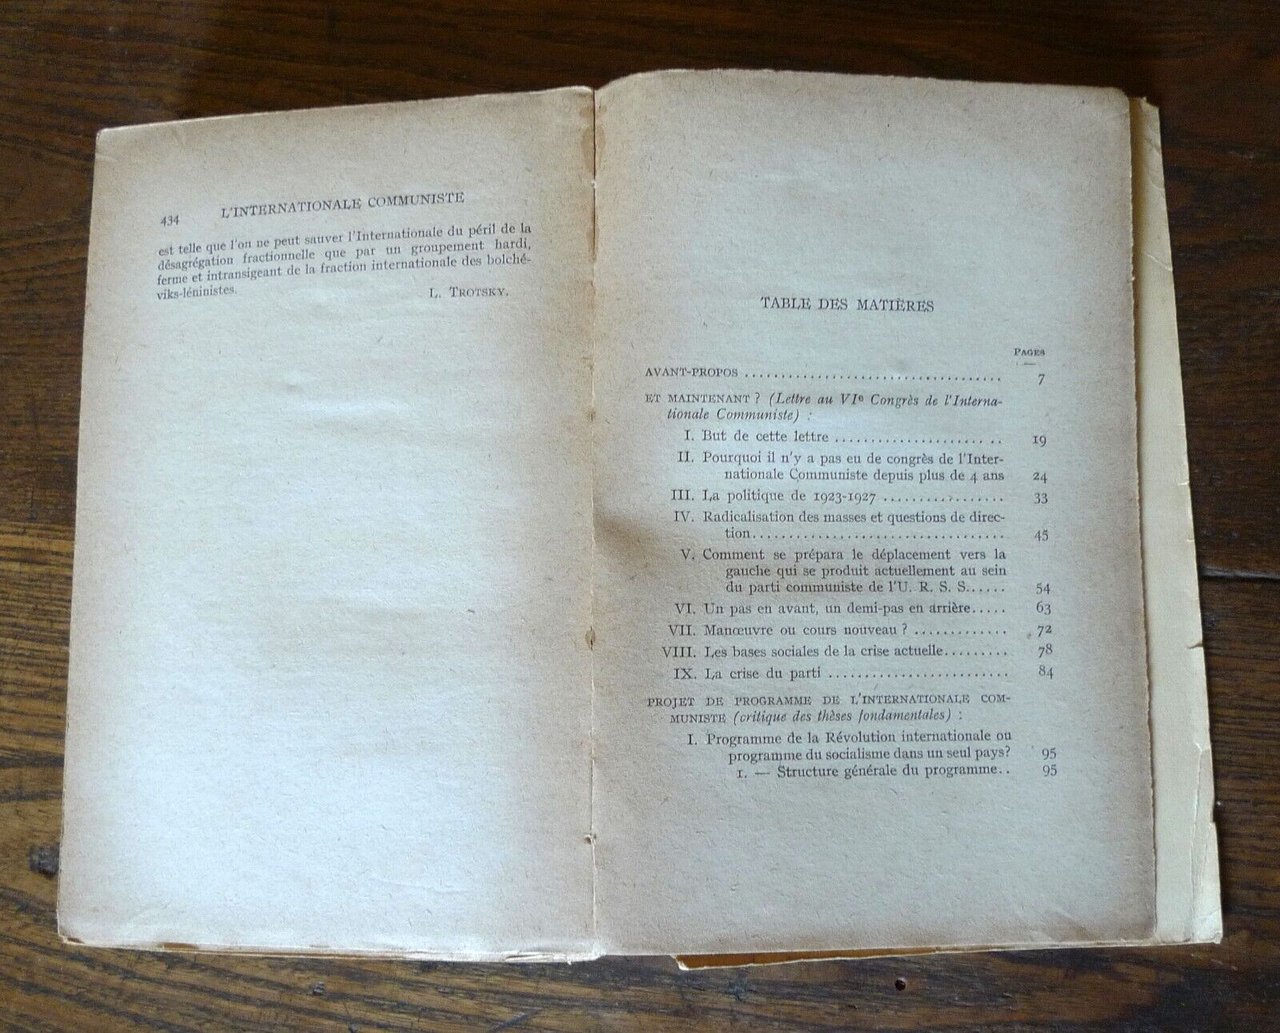 434 L'INTERNATIONALE COMMUNISTE
est telle que l'on ne peut sauver l'Internationale du péril de la
désagrégation fractionnelle que par un groupement hardi,
ferme et intransigeant de la fraction internationale des bolché-
viks-léninistes.
L. TROTSKY.
TABLE DES MATIÈRES
PAGES
AVANT-PROPOS .................................... 7
ET MAINTENANT ? (Lettre au VIe Congrès de l'Interna-
tionale Communiste) :
I. But de cette lettre ....................... 19
II. Pourquoi il n'y a pas eu de congrès de l'Inter-
nationale Communiste depuis plus de 4 ans 24
III. La politique de 1923-1927 ................. 33
IV. Radicalisation des masses et questions de direc-
tion................................... 45
V. Comment se prépara le déplacement vers la
gauche qui se produit actuellement au sein
du parti communiste de l'U. R. S. S...... 54
VI. Un pas en avant, un demi-pas en arrière..... 63
VII. Manœuvre ou cours nouveau ? ............. 72
VIII. Les bases sociales de la crise actuelle......... 78
IX. La crise du parti ......................... 84
PROJET DE PROGRAMME DE L'INTERNATIONALE COM-
MUNISTE (critique des thèses fondamentales) :
I. Programme de la Révolution internationale ou
programme du socialisme dans un seul pays? 95
1. — Structure générale du programme.. 95